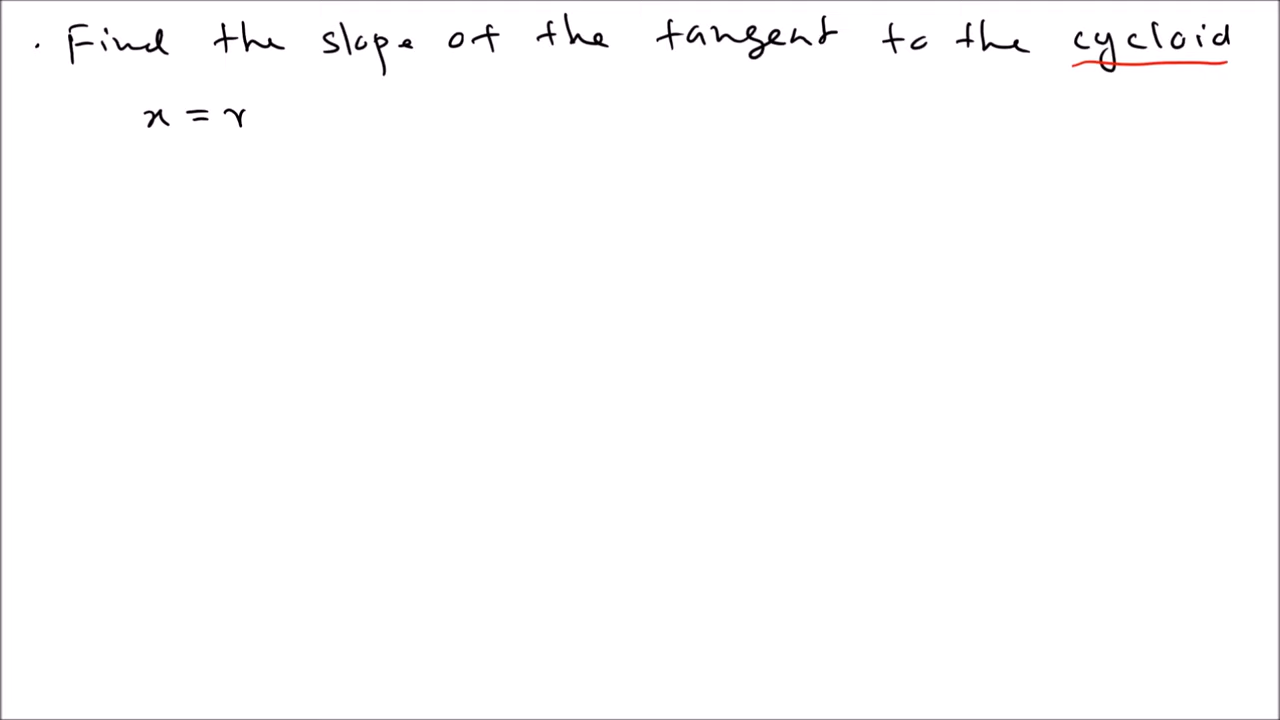 . Find the slope of the tangent to the cycloid
x = r